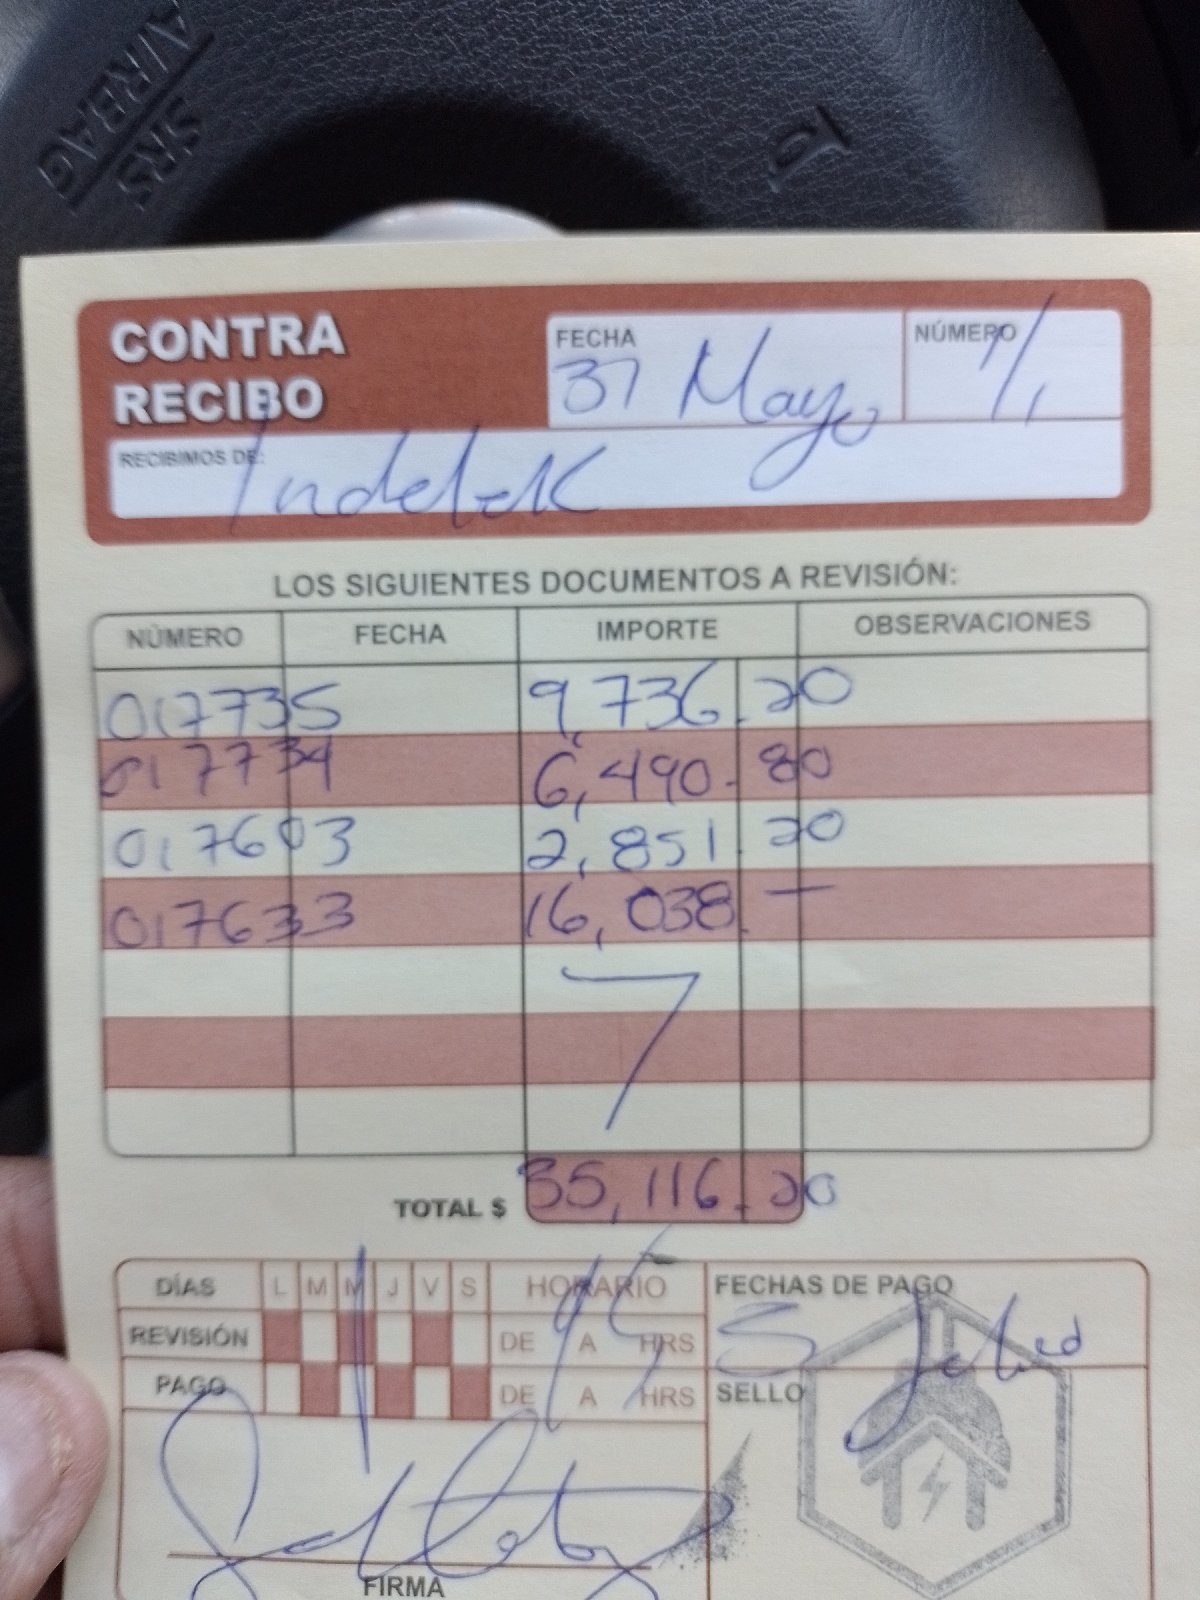 SRS
AIRBAG
CONTRA
RECIBO
FECHA
31 Mayo
NÚMERO
1/1
RECIBIMOS DE:
Indelek
LOS SIGUIENTES DOCUMENTOS A REVISIÓN:
NÚMERO FECHA IMPORTE OBSERVACIONES
017735 9,736.20
017734 6,490.80
017603 2,851.20
017633 16,038.—
TOTAL $ 35,116.20
DÍAS L M M J V S HORARIO
REVISIÓN DE A HRS
PAGO DE A HRS
FECHAS DE PAGO
SELLO
FIRMA